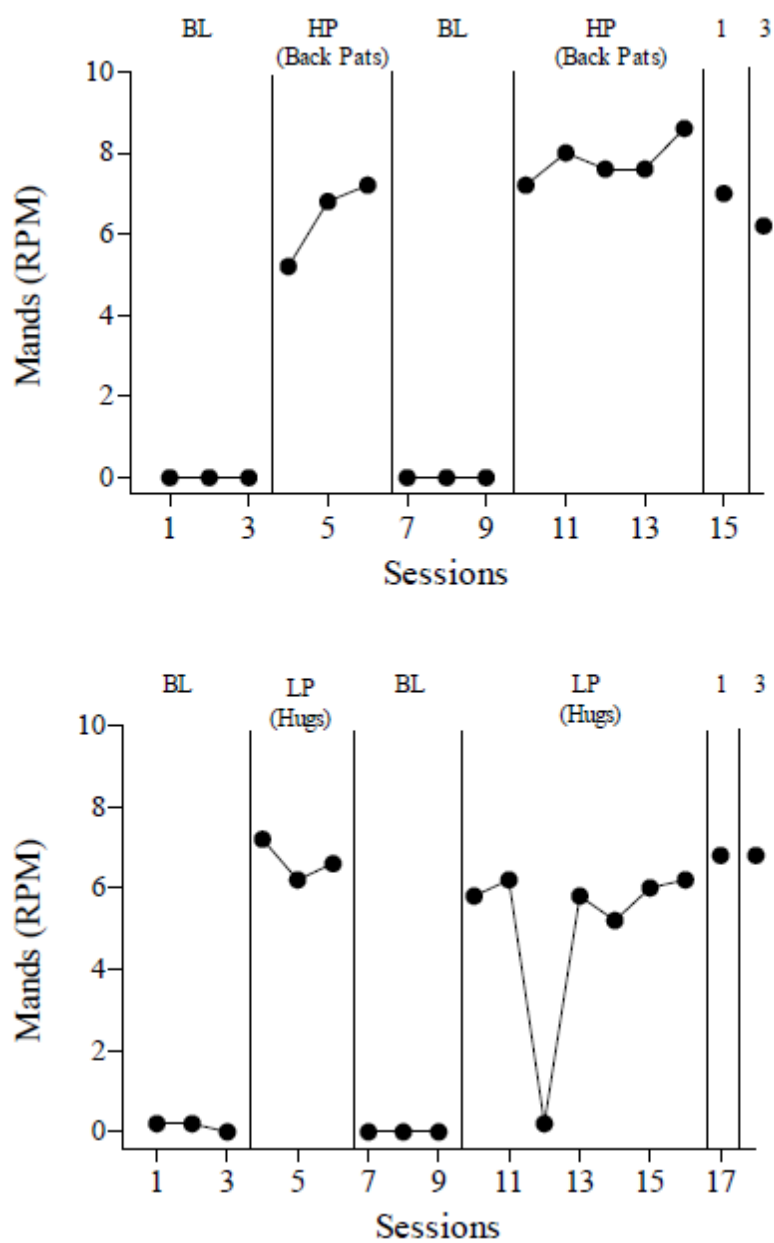 BL HP BL HP 1 3
(Back Pats) (Back Pats)
10
8
6
4
2
0
Mands (RPM)
1 3 5 7 9 11 13 15
Sessions
BL LP BL LP 1 3
(Hugs) (Hugs)
10
8
6
4
2
0
Mands (RPM)
1 3 5 7 9 11 13 15 17
Sessions